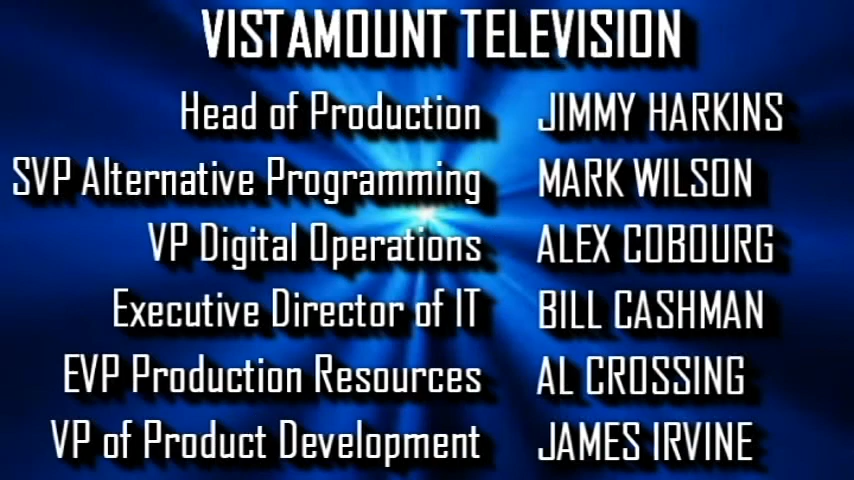 VISTAMOUNT TELEVISION
Head of Production JIMMY HARKINS
SVP Alternative Programming MARK WILSON
VP Digital Operations ALEX COBOURG
Executive Director of IT BILL CASHMAN
EVP Production Resources AL CROSSING
VP of Product Development JAMES IRVINE